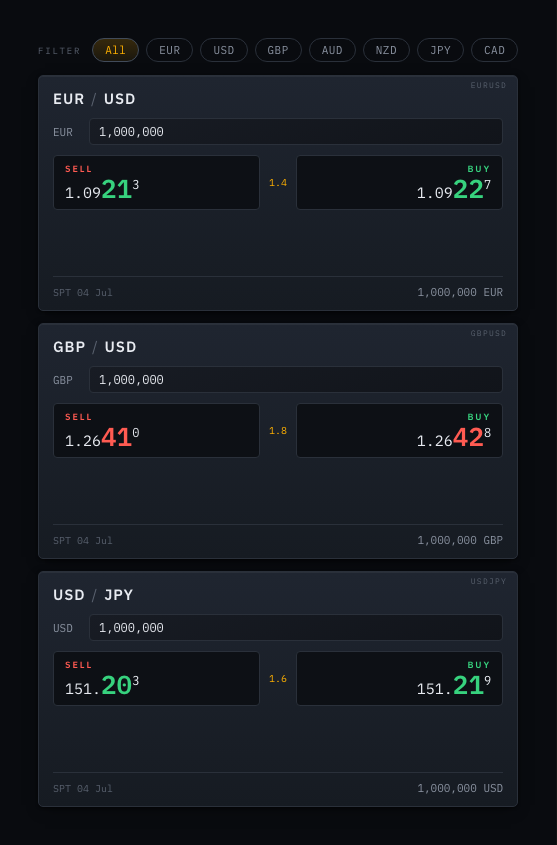 FILTER All EUR USD GBP AUD NZD JPY CAD
EURUSD
EUR / USD
EUR 1,000,000
SELL BUY
1.09213 1.4 1.09227
SPT 04 Jul 1,000,000 EUR
GBPUSD
GBP / USD
GBP 1,000,000
SELL BUY
1.26410 1.8 1.26428
SPT 04 Jul 1,000,000 GBP
USDJPY
USD / JPY
USD 1,000,000
SELL BUY
151.203 1.6 151.219
SPT 04 Jul 1,000,000 USD